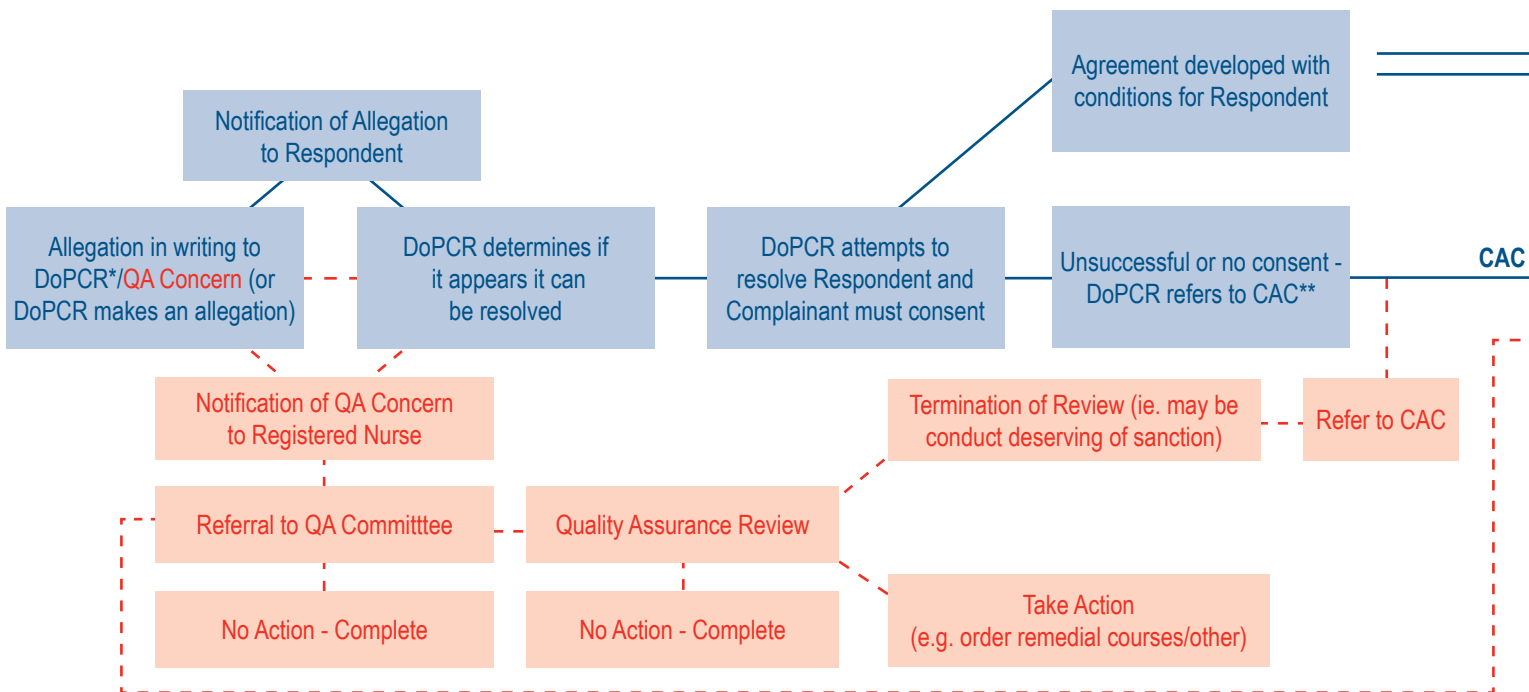 Agreement developed with
conditions for Respondent
Notification of Allegation
to Respondent
Allegation in writing to
DoPCR*/QA Concern (or
DoPCR makes an allegation)
DoPCR determines if
it appears it can
be resolved
DoPCR attempts to
resolve Respondent and
Complainant must consent
Unsuccessful or no consent -
DoPCR refers to CAC**
CAC
Notification of QA Concern
to Registered Nurse
Termination of Review (ie. may be
conduct deserving of sanction)
Refer to CAC
Referral to QA Committtee
Quality Assurance Review
No Action - Complete
No Action - Complete
Take Action
(e.g. order remedial courses/other)